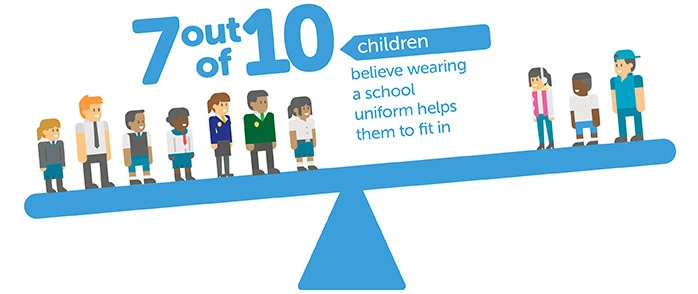 7 out of 10
children
believe wearing
a school
uniform helps
them to fit in